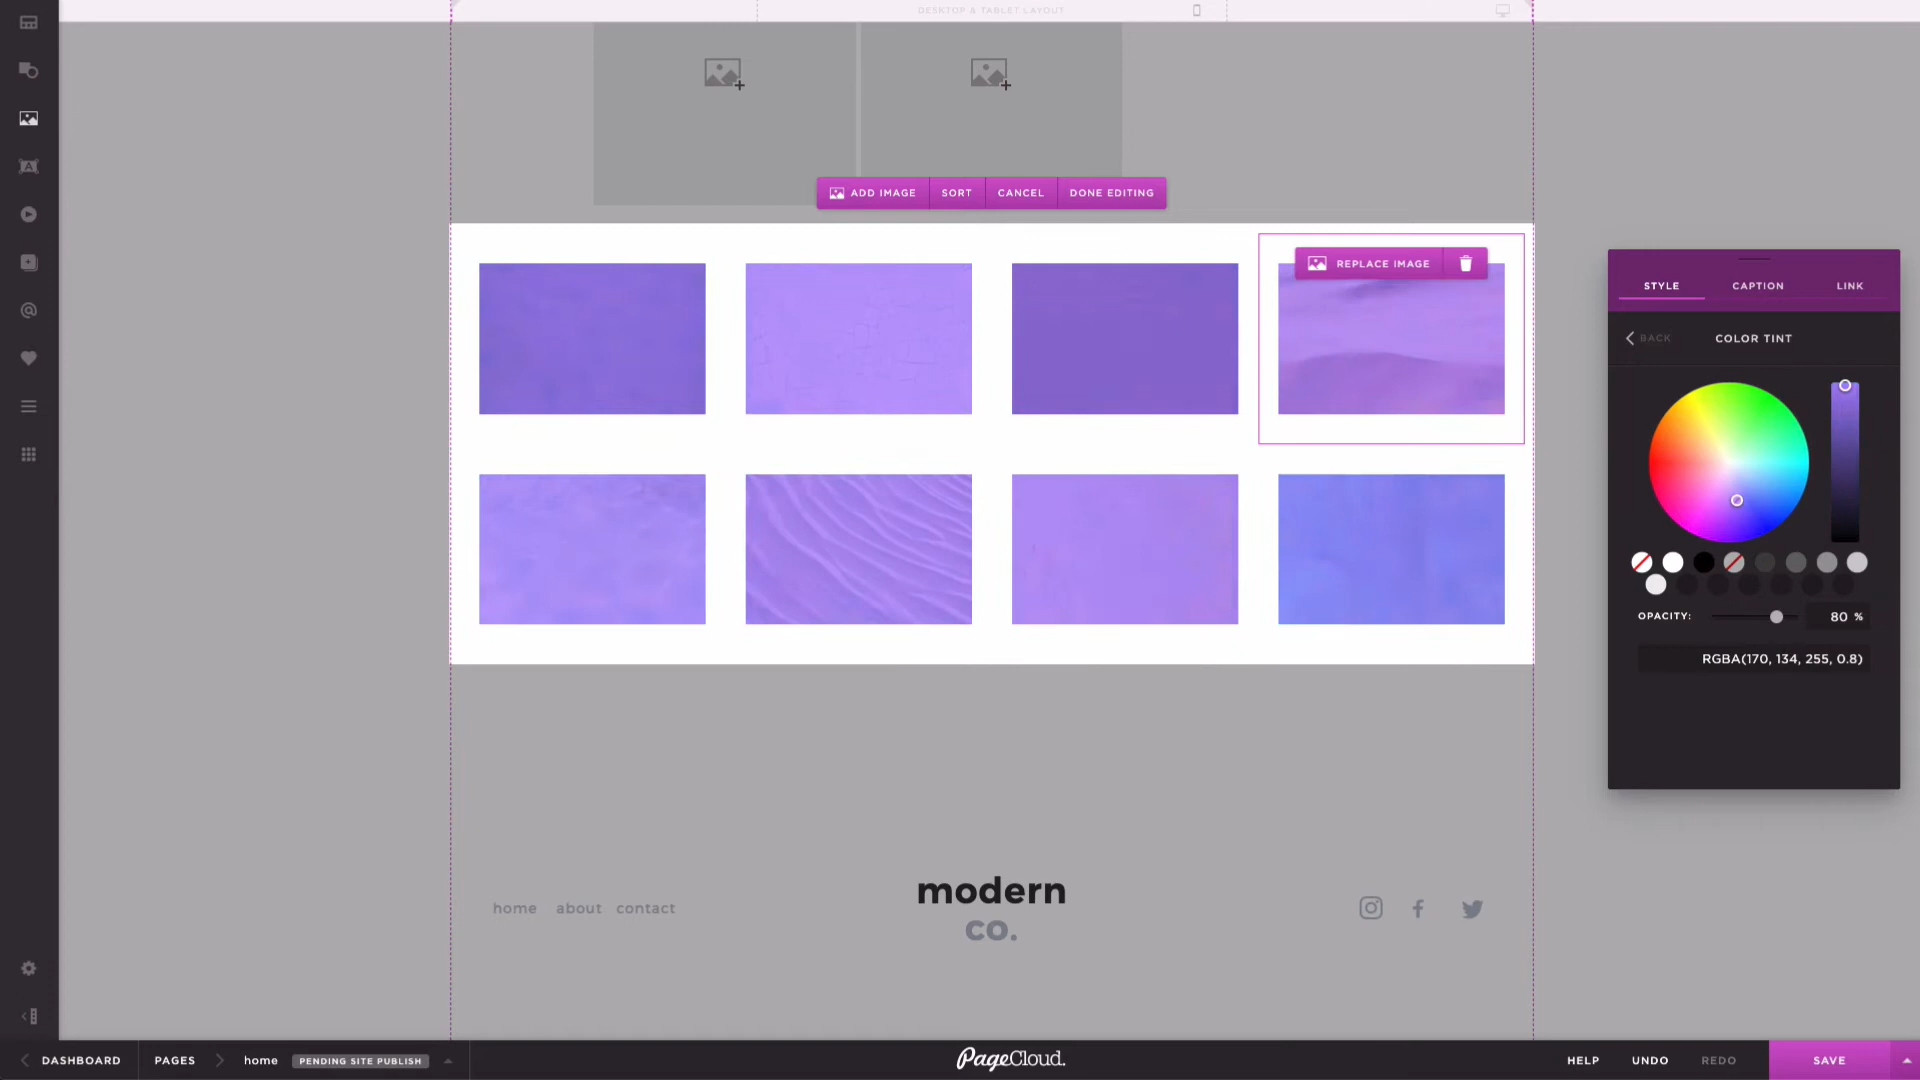 DESKTOP & TABLET LAYOUT
ADD IMAGE SORT CANCEL DONE EDITING
REPLACE IMAGE
STYLE CAPTION LINK
BACK COLOR TINT
OPACITY: 80 %
RGBA(170, 134, 255, 0.8)
modern
co.
home about contact
DASHBOARD PAGES home PENDING SITE PUBLISH PageCloud. HELP UNDO REDO SAVE